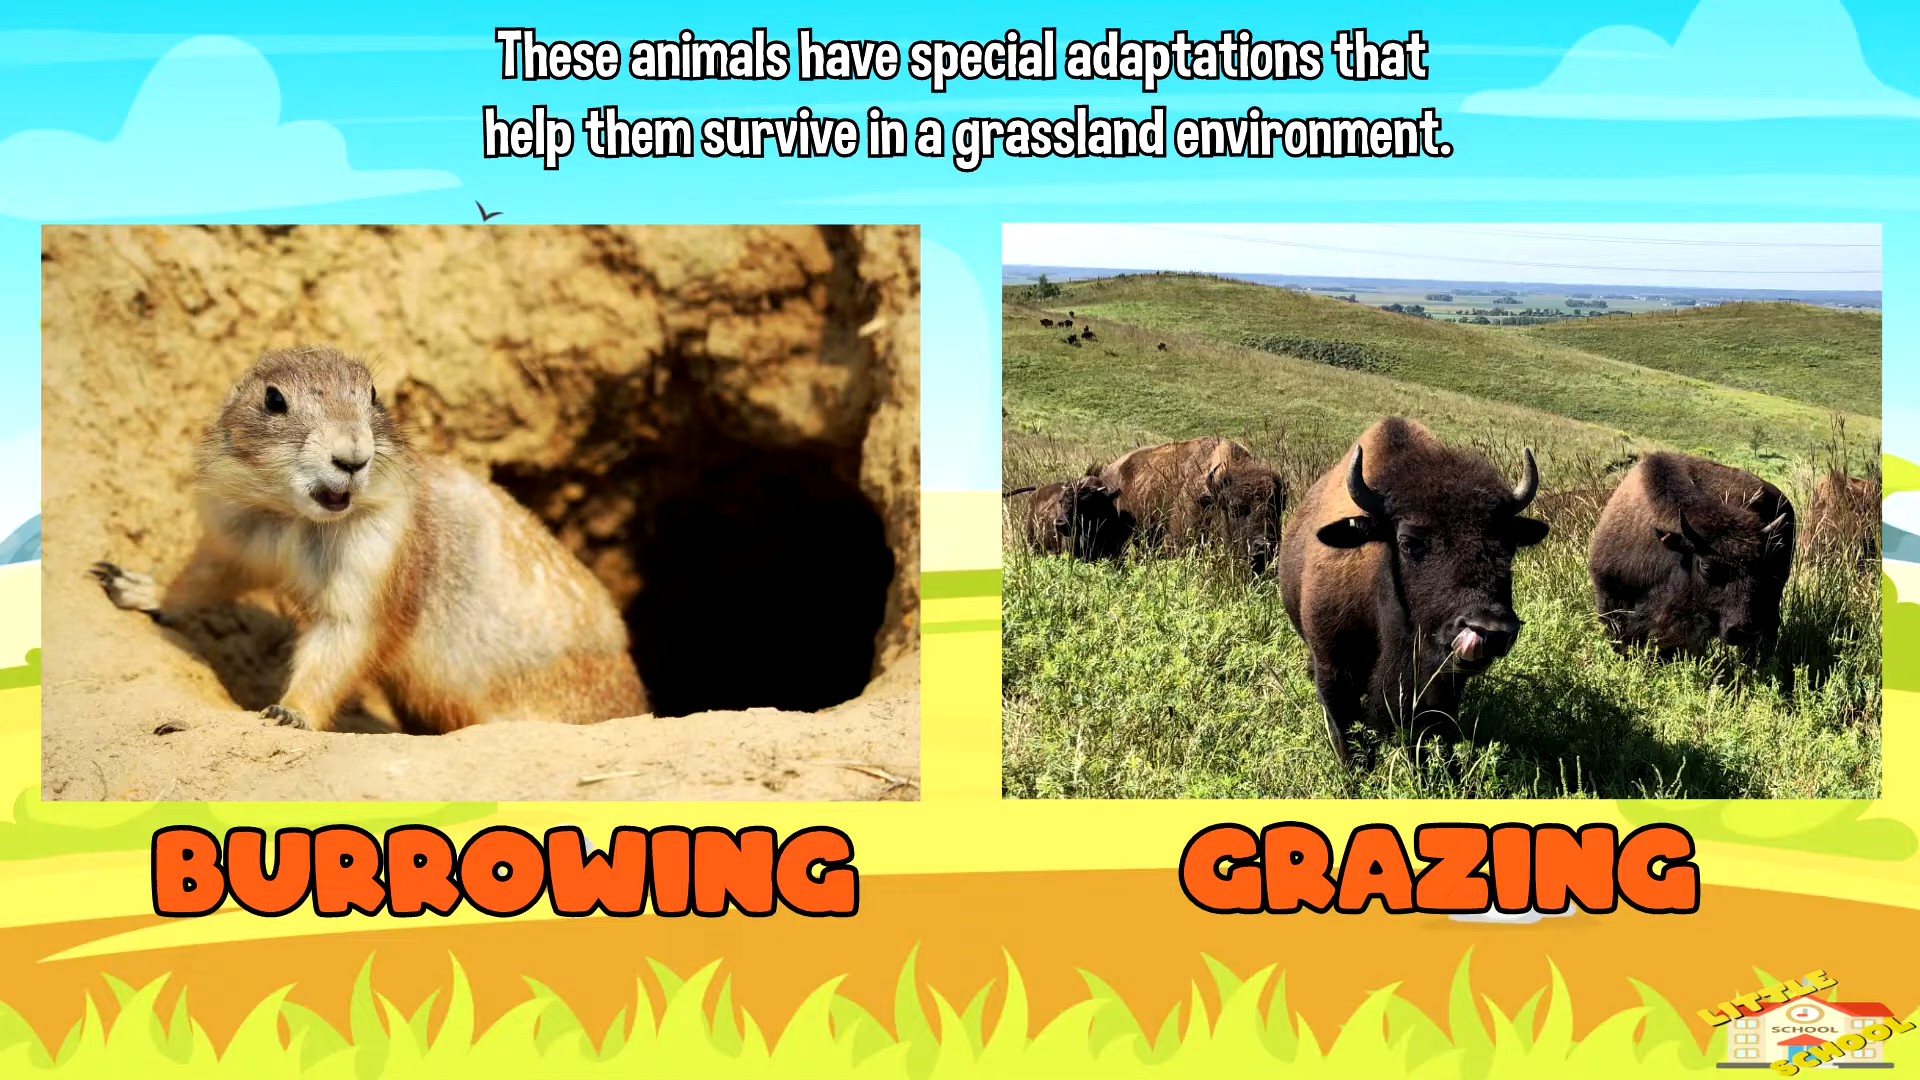 These animals have special adaptations that
help them survive in a grassland environment.
BURROWING
GRAZING
LITTLE
SCHOOL
SCHOOL